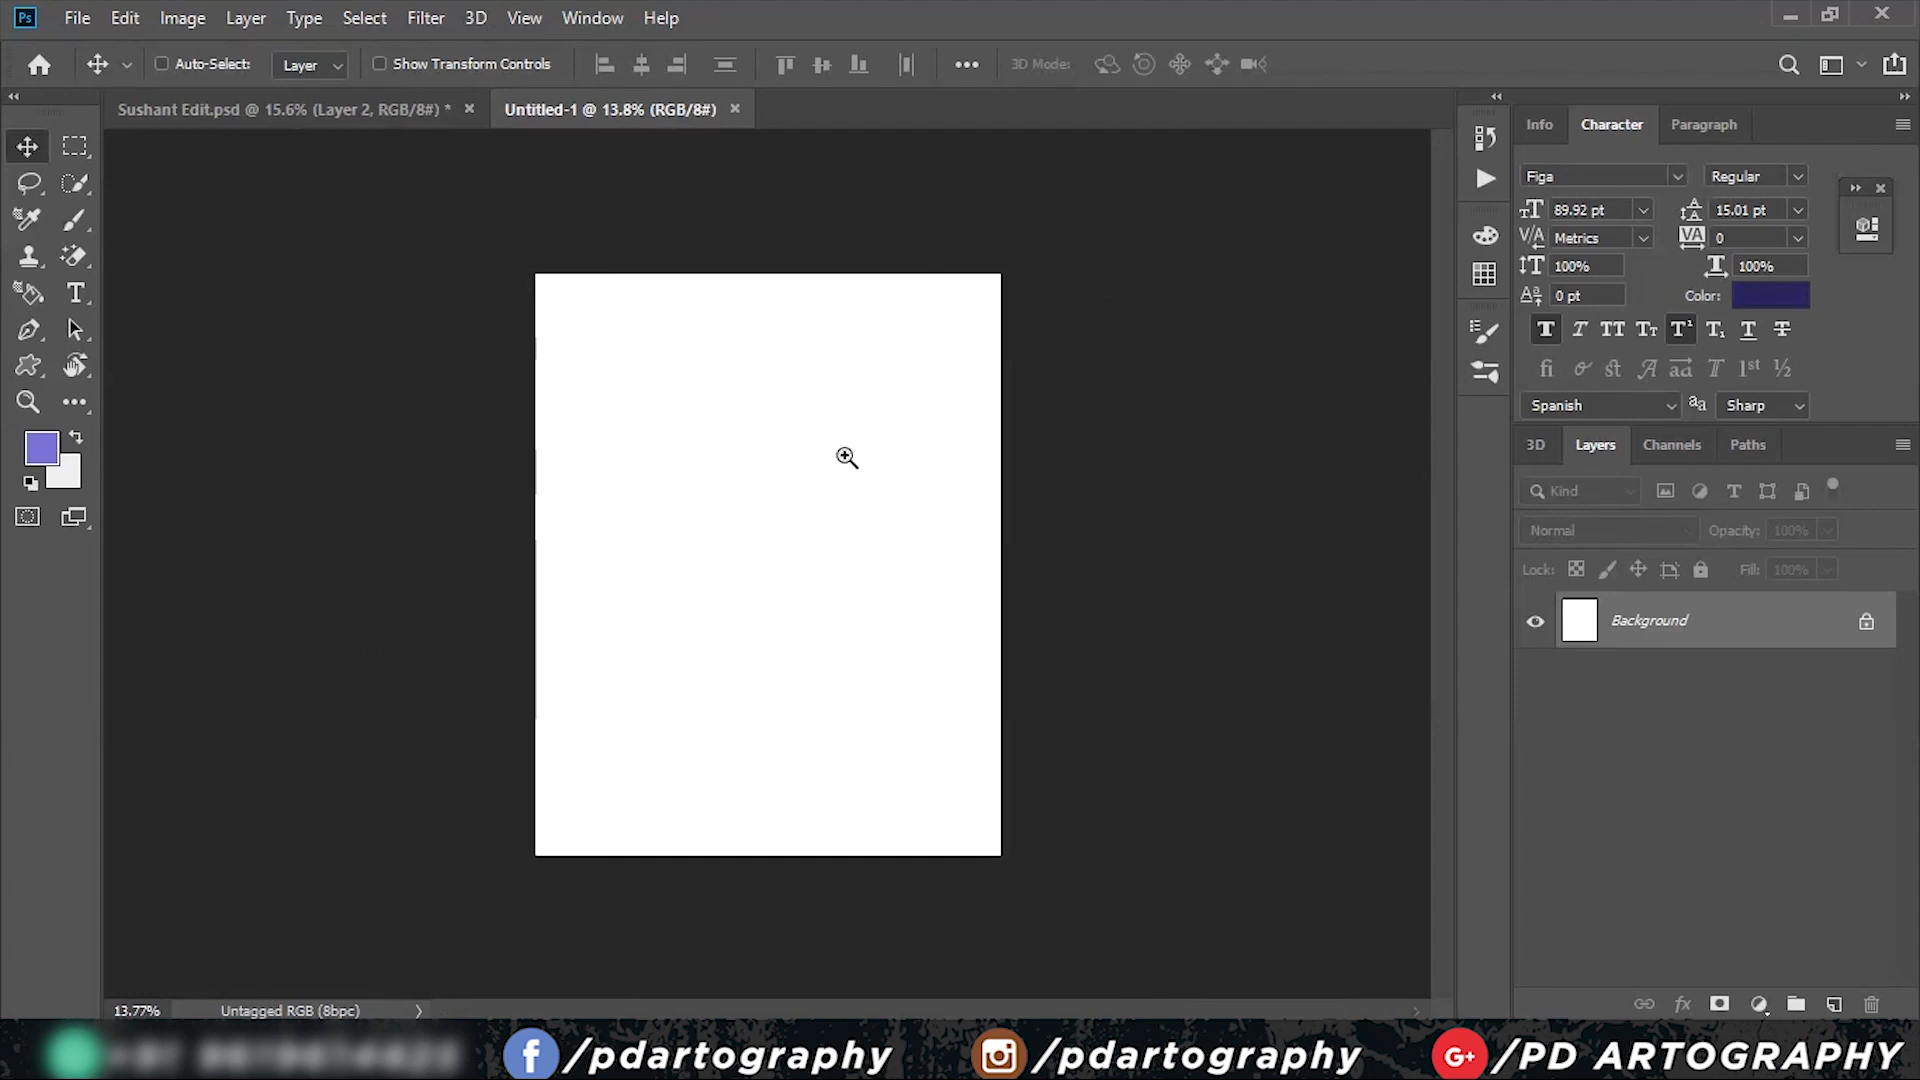 Ps File Edit Image Layer Type Select Filter 3D View Window Help
Auto-Select: Layer Show Transform Controls 3D Mode:
Sushant Edit.psd @ 15.6% (Layer 2, RGB/8#) * Untitled-1 @ 13.8% (RGB/8#)
Info Character Paragraph
Figa Regular
89.92 pt 15.01 pt
Metrics 0
100% 100%
0 pt Color:
Spanish Sharp
3D Layers Channels Paths
Kind
Normal Opacity: 100%
Lock: Fill: 100%
Background
13.77% Untagged RGB (8bpc)
/pdartography /pdartography G+ /PD ARTOGRAPHY